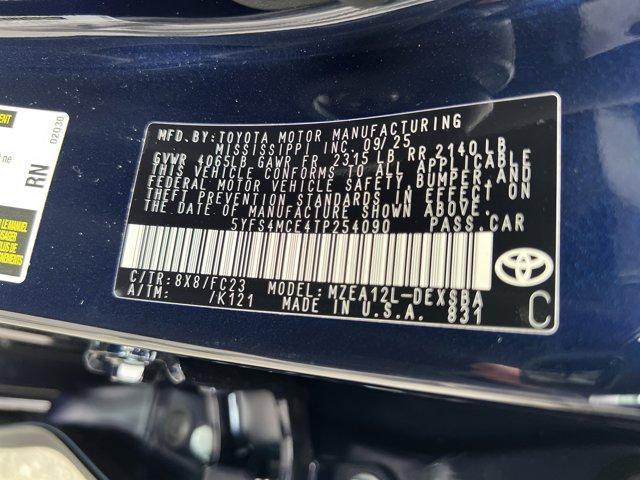 MFD. BY: TOYOTA MOTOR MANUFACTURING
MISSISSIPPI INC. 09/25
GVWR 4065LB GAWR FR 2315 LB RR 2140 LB
THIS VEHICLE CONFORMS TO ALL APPLICABLE
FEDERAL MOTOR VEHICLE SAFETY, BUMPER, AND
THEFT PREVENTION STANDARDS IN EFFECT ON
THE DATE OF MANUFACTURE SHOWN ABOVE.
5YFS4MCE4TP254090 PASS.CAR
C/TR: 8X8/FC23 MODEL: MZEA12L-DEXSBA
A/TM: /K121 MADE IN U.S.A. 831
C
02030
RN
ne